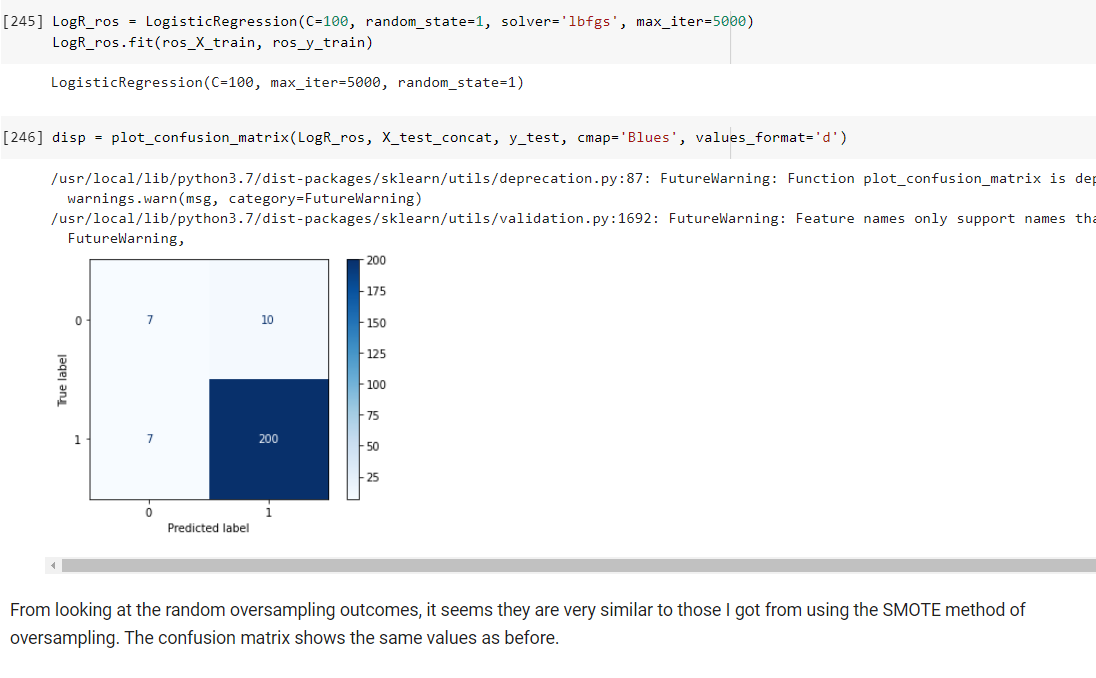 [245] LogR_ros = LogisticRegression(C=100, random_state=1, solver='lbfgs', max_iter=5000)
LogR_ros.fit(ros_X_train, ros_y_train)
LogisticRegression(C=100, max_iter=5000, random_state=1)
[246] disp = plot_confusion_matrix(LogR_ros, X_test_concat, y_test, cmap='Blues', values_format='d')
/usr/local/lib/python3.7/dist-packages/sklearn/utils/deprecation.py:87: FutureWarning: Function plot_confusion_matrix is dep
warnings.warn(msg, category=FutureWarning)
/usr/local/lib/python3.7/dist-packages/sklearn/utils/validation.py:1692: FutureWarning: Feature names only support names tha
FutureWarning,
True label
0
7
10
1
7
200
0
1
Predicted label
200
175
150
125
100
75
50
25
From looking at the random oversampling outcomes, it seems they are very similar to those I got from using the SMOTE method of
oversampling. The confusion matrix shows the same values as before.